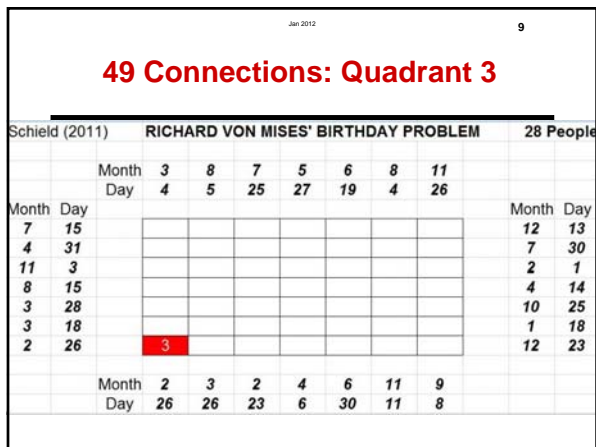 Jan 2012 9
49 Connections: Quadrant 3
Schield (2011) RICHARD VON MISES' BIRTHDAY PROBLEM 28 People
Month 3 8 7 5 6 8 11
Day 4 5 25 27 19 4 26
Month Day Month Day
7 15 12 13
4 31 7 30
11 3 2 1
8 15 4 14
3 28 10 25
3 18 1 18
2 26 3 12 23
Month 2 3 2 4 6 11 9
Day 26 26 23 6 30 11 8